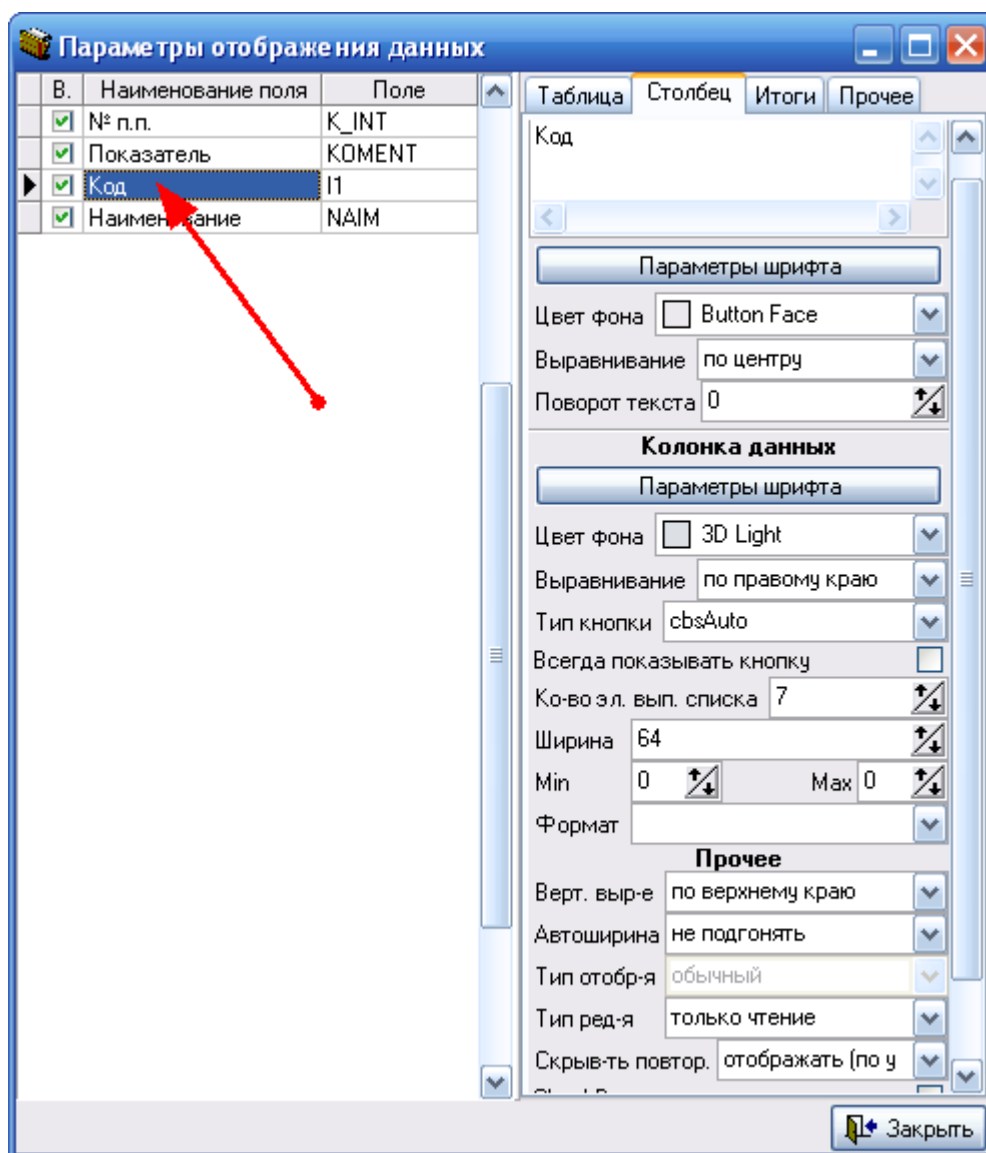 Параметры отображения данных
В. Наименование поля Поле
№ п.п. K_INT
Показатель KOMENT
Код I1
Наименование NAIM
Таблица Столбец Итоги Прочее
Код
Параметры шрифта
Цвет фона Button Face
Выравнивание по центру
Поворот текста 0
Колонка данных
Параметры шрифта
Цвет фона 3D Light
Выравнивание по правому краю
Тип кнопки cbsAuto
Всегда показывать кнопку
Ко-во эл. вып. списка 7
Ширина 64
Min 0 Max 0
Формат
Прочее
Верт. выр-е по верхнему краю
Автоширина не подгонять
Тип отобр-я обычный
Тип ред-я только чтение
Скрыв-ть повтор. отображать (по у
Закрыть